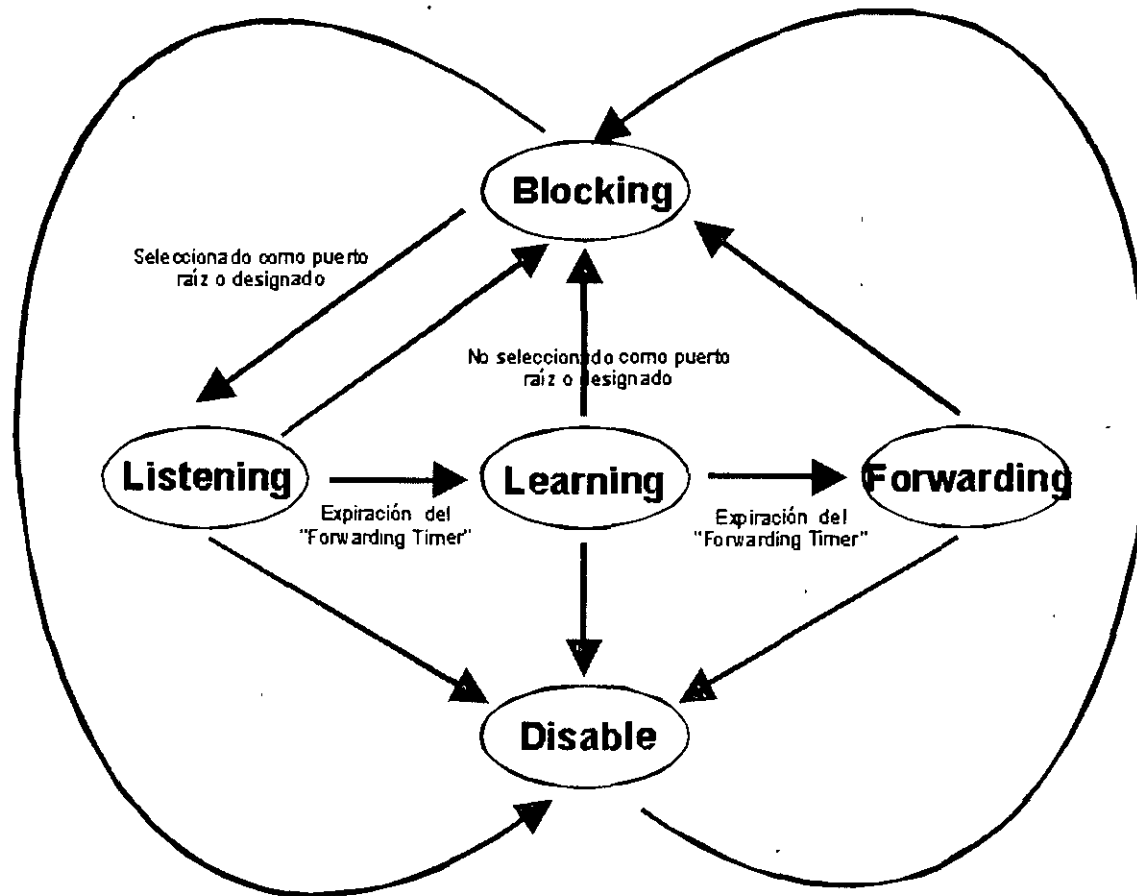 Blocking
Seleccionado como puerto
raíz o designado
No seleccionado como puerto
raíz o designado
Listening
Learning
Forwarding
Expiración del
"Forwarding Timer"
Expiración del
"Forwarding Timer"
Disable